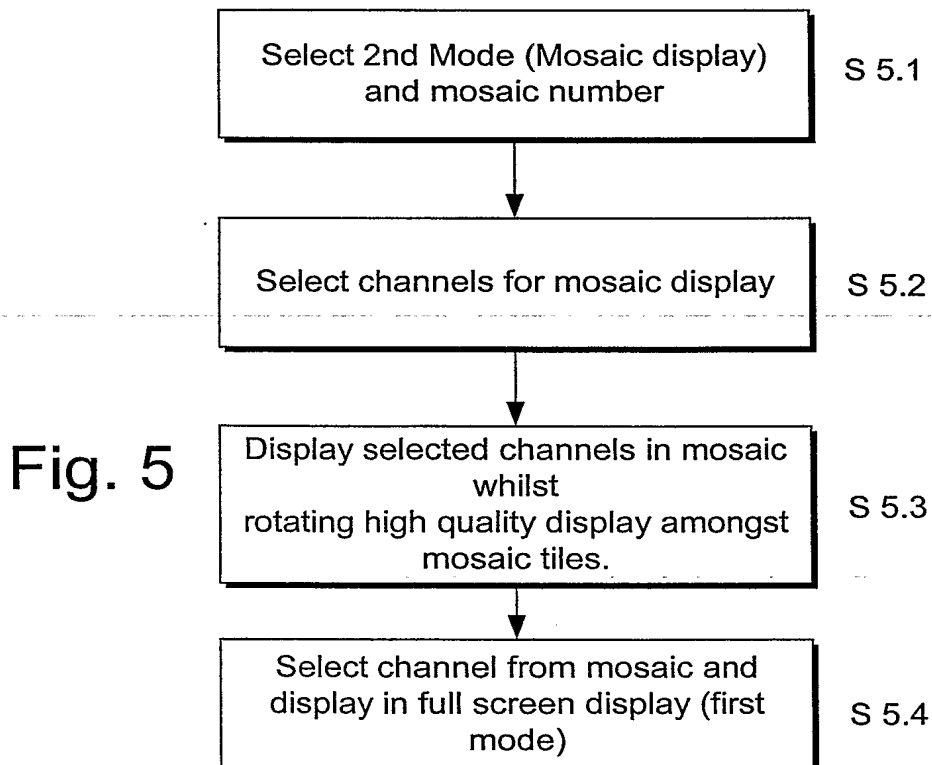 Select 2nd Mode (Mosaic display)
and mosaic number
S 5.1
Select channels for mosaic display
S 5.2
Fig. 5
Display selected channels in mosaic
whilst
rotating high quality display amongst
mosaic tiles.
S 5.3
Select channel from mosaic and
display in full screen display (first
mode)
S 5.4